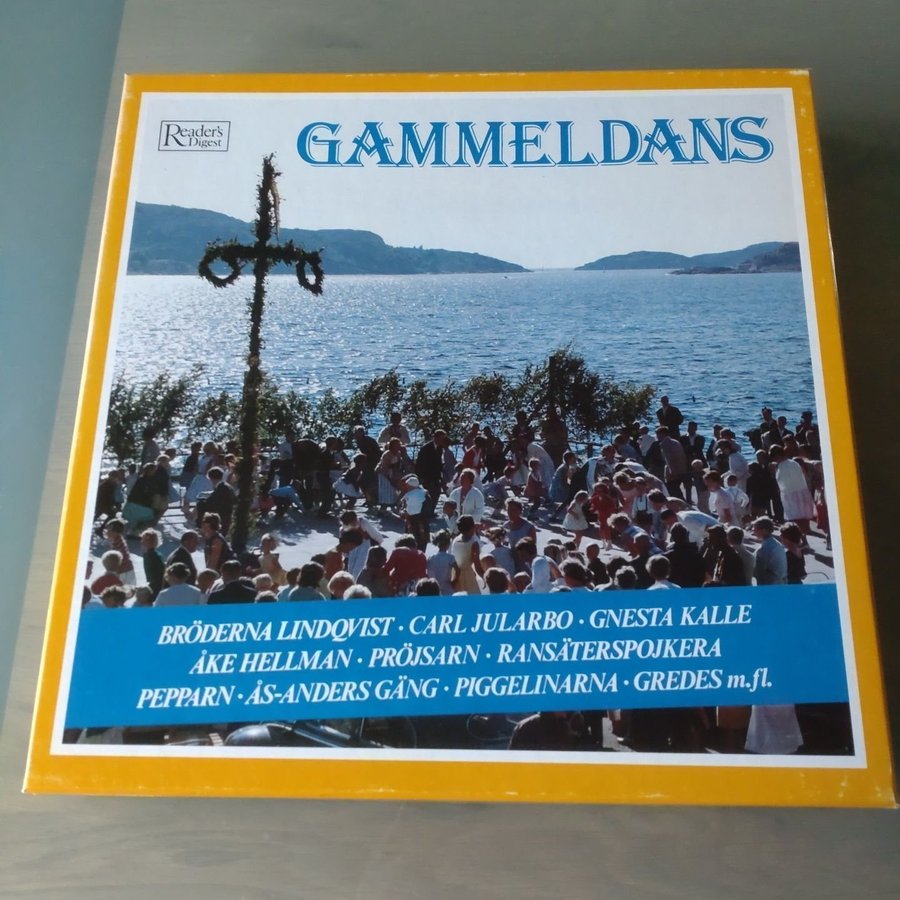 Reader's
Digest
GAMMELDANS
BRÖDERNA LINDQVIST · CARL JULARBO · GNESTA KALLE
ÅKE HELLMAN · PRÖJSARN · RANSÄTERSPOJKERA
PEPPARN · ÅS-ANDERS GÄNG · PIGGELINARNA · GREDES m.fl.